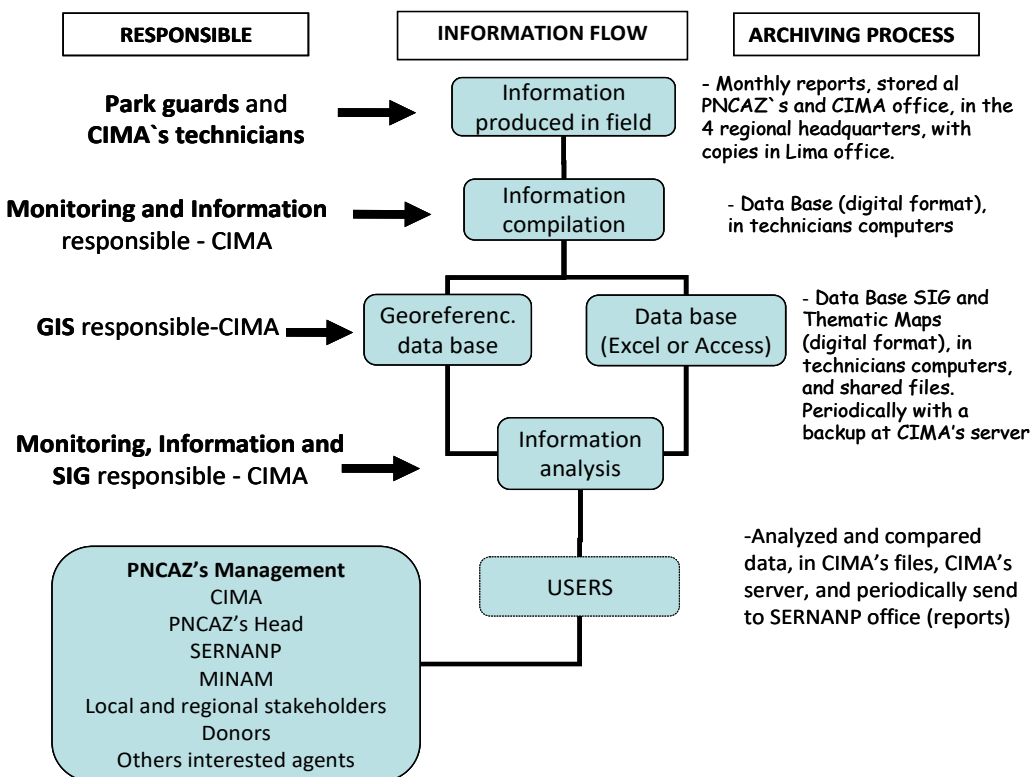 RESPONSIBLE
INFORMATION FLOW
ARCHIVING PROCESS
Park guards and
CIMA`s technicians
Information
produced in field
- Monthly reports, stored al
PNCAZ`s and CIMA office, in the
4 regional headquarters, with
copies in Lima office.
Monitoring and Information
responsible - CIMA
Information
compilation
- Data Base (digital format),
in technicians computers
GIS responsible-CIMA
Georeferenc.
data base
Data base
(Excel or Access)
- Data Base SIG and
Thematic Maps
(digital format), in
technicians computers,
and shared files.
Periodically with a
backup at CIMA’s server
Monitoring, Information and
SIG responsible - CIMA
Information
analysis
PNCAZ’s Management
CIMA
PNCAZ’s Head
SERNANP
MINAM
Local and regional stakeholders
Donors
Others interested agents
USERS
-Analyzed and compared
data, in CIMA’s files, CIMA’s
server, and periodically send
to SERNANP office (reports)